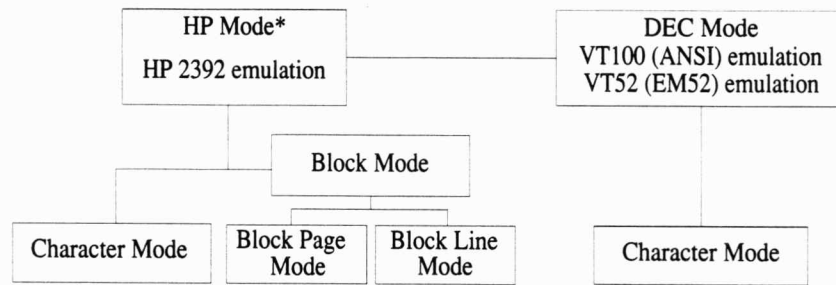 HP Mode*
HP 2392 emulation
DEC Mode
VT100 (ANSI) emulation
VT52 (EM52) emulation
Block Mode
Character Mode
Block Page
Mode
Block Line
Mode
Character Mode